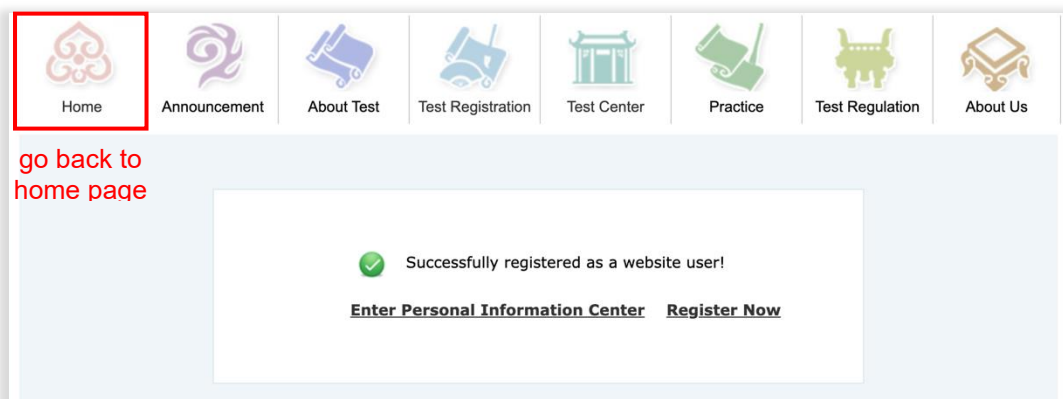 Home Announcement About Test Test Registration Test Center Practice Test Regulation About Us
go back to
home page
Successfully registered as a website user!
Enter Personal Information Center Register Now